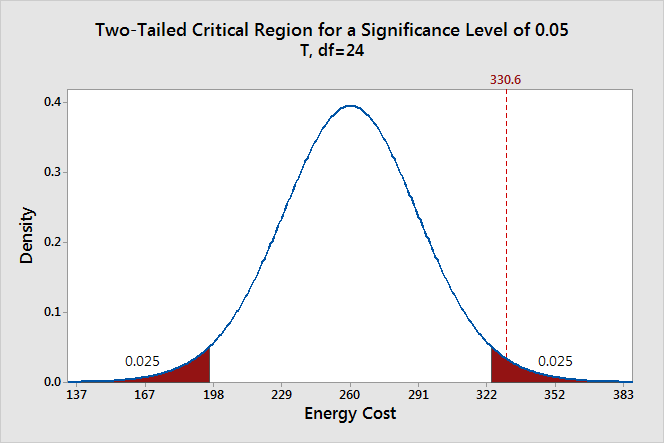 Two-Tailed Critical Region for a Significance Level of 0.05
T, df=24
330.6
0.4
0.3
0.2
0.1
0.0
Density
0.025
0.025
137 167 198 229 260 291 322 352 383
Energy Cost